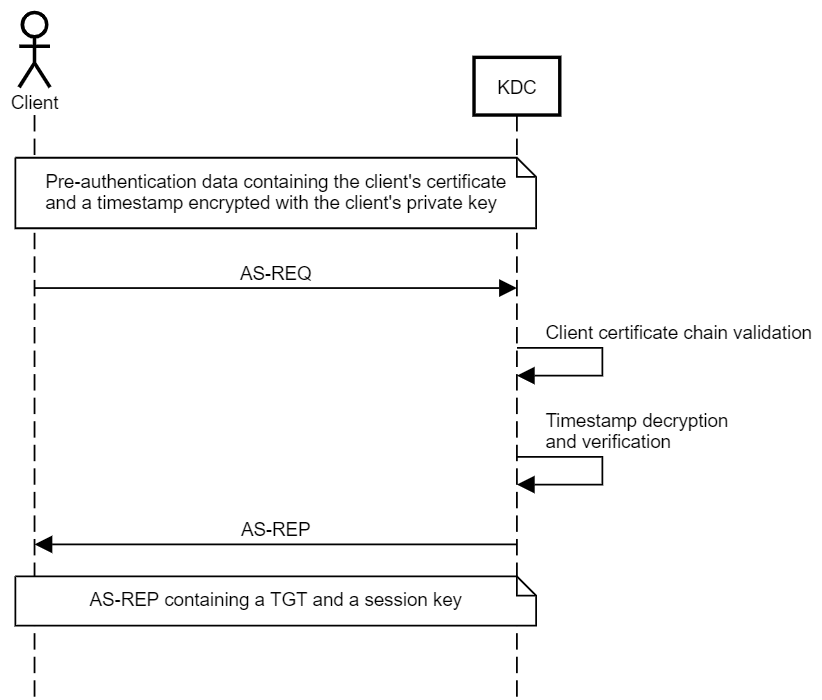 Client
KDC
Pre-authentication data containing the client's certificate
and a timestamp encrypted with the client's private key
AS-REQ
Client certificate chain validation
Timestamp decryption
and verification
AS-REP
AS-REP containing a TGT and a session key